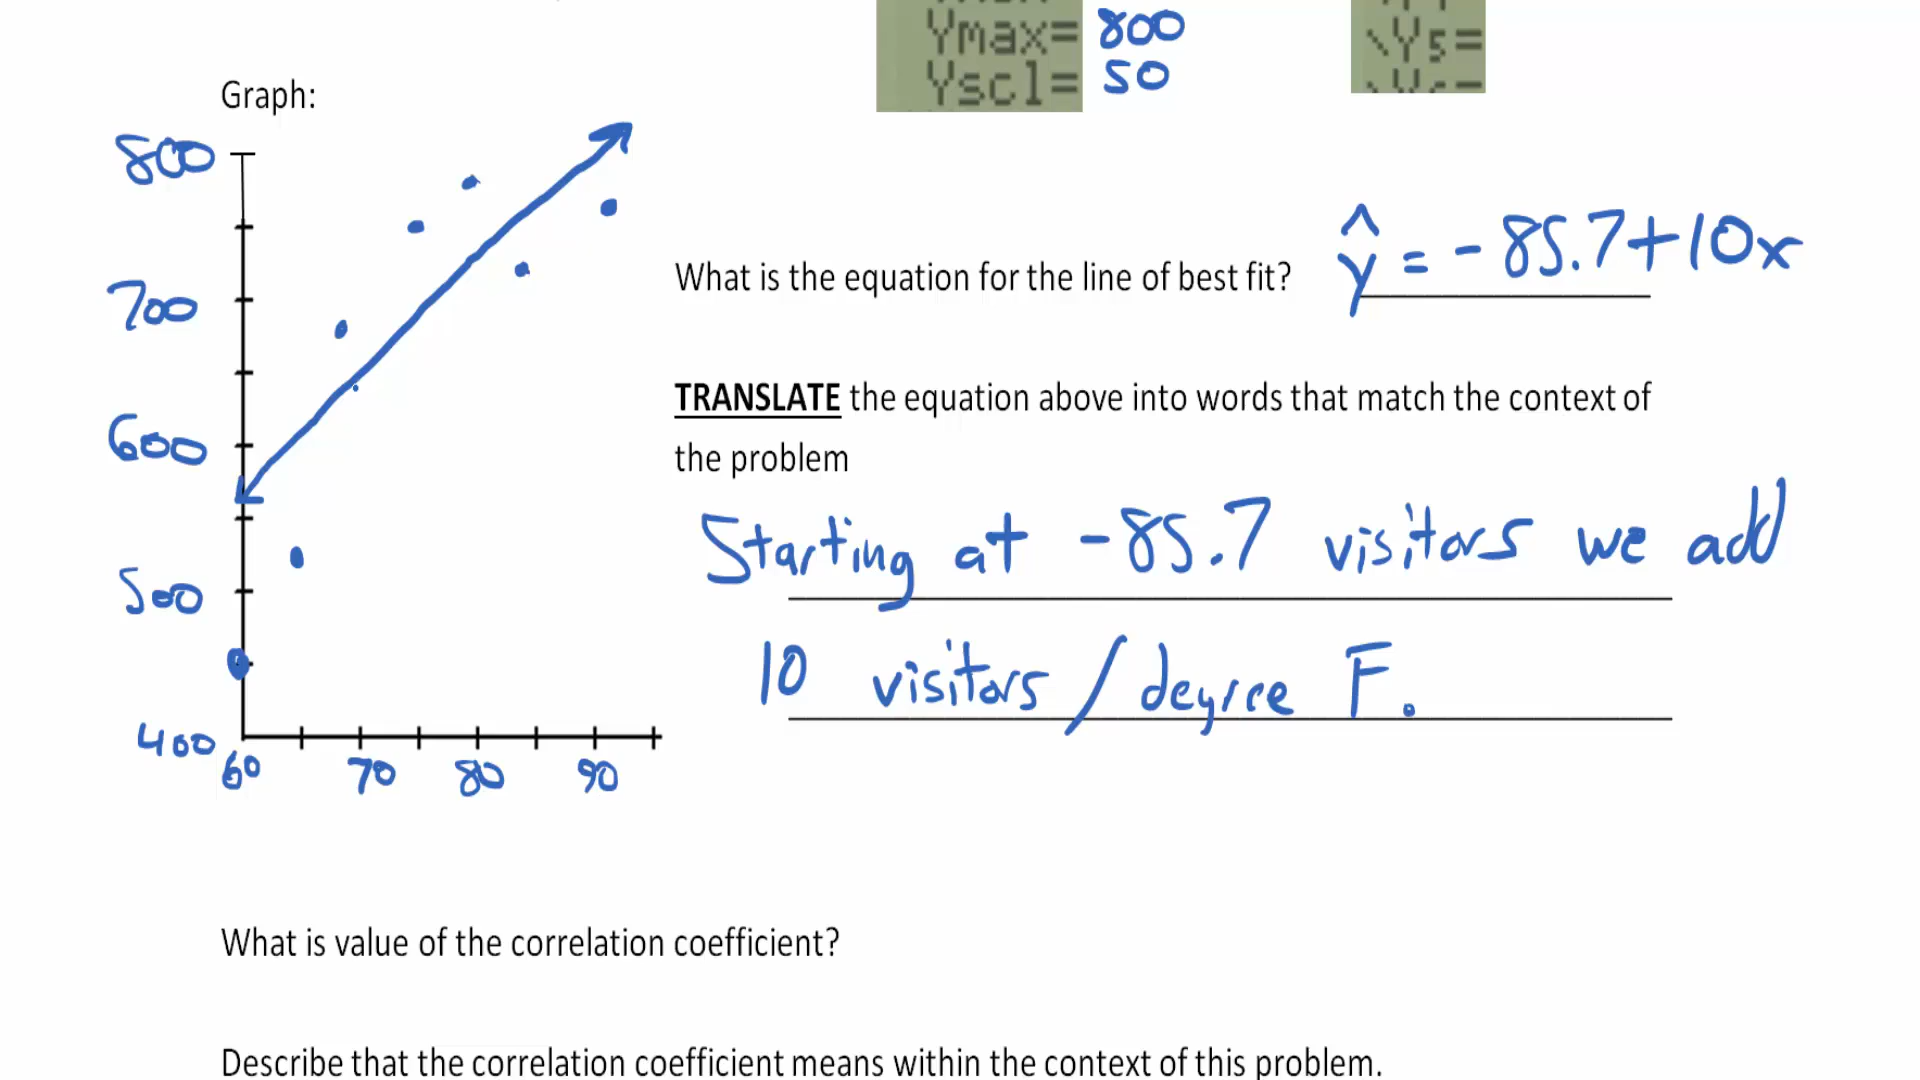 Ymax= 800
Yscl= 50
\Y5=
Graph:
800
700
600
500
400
60 70 80 90
What is the equation for the line of best fit? ŷ = -85.7+10x
TRANSLATE the equation above into words that match the context of
the problem
Starting at -85.7 visitors we add
10 visitors / degree F.
What is value of the correlation coefficient?
Describe that the correlation coefficient means within the context of this problem.